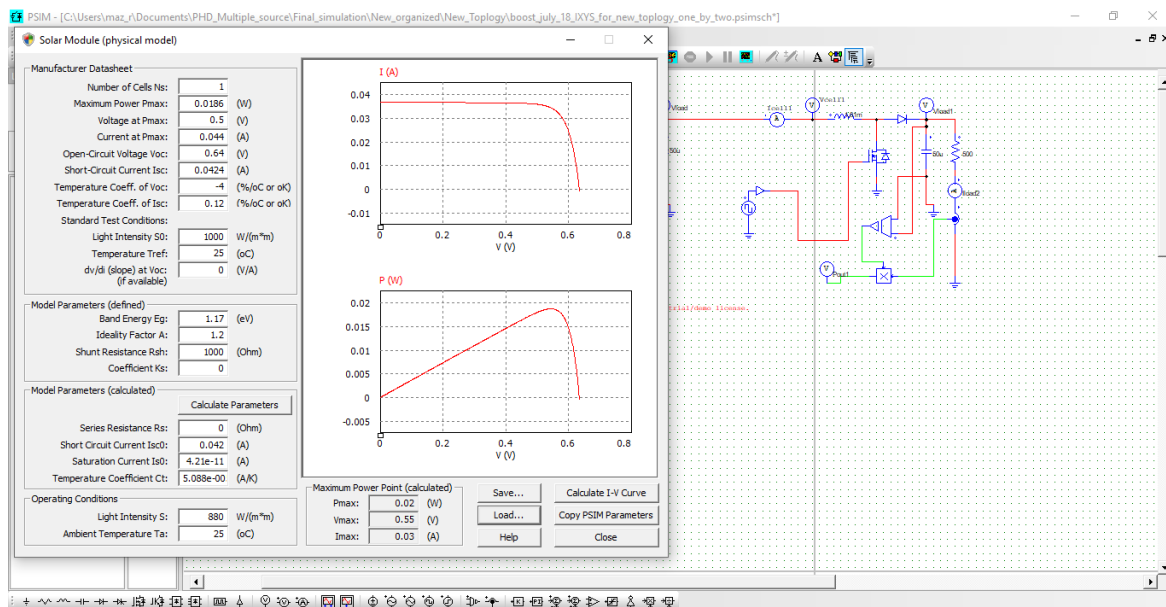 PSIM - [C:\Users\maz_r\Documents\PHD_Multiple_source\Final_simulation\New_organized\New_Toplogy\boost_july_18_IXYS_for_new_toplogy_one_by_two.psimsch*]
Solar Module (physical model)
Manufacturer Datasheet
Number of Cells Ns: 1
Maximum Power Pmax: 0.0186 (W)
Voltage at Pmax: 0.5 (V)
Current at Pmax: 0.044 (A)
Open-Circuit Voltage Voc: 0.64 (V)
Short-Circuit Current Isc: 0.0424 (A)
Temperature Coeff. of Voc: -4 (%/oC or oK)
Temperature Coeff. of Isc: 0.12 (%/oC or oK)
Standard Test Conditions:
Light Intensity S0: 1000 W/(m*m)
Temperature Tref: 25 (oC)
dv/di (slope) at Voc: 0 (V/A)
(if available)
Model Parameters (defined)
Band Energy Eg: 1.17 (eV)
Ideality Factor A: 1.2
Shunt Resistance Rsh: 1000 (Ohm)
Coefficient Ks: 0
Model Parameters (calculated)
Calculate Parameters
Series Resistance Rs: 0 (Ohm)
Short Circuit Current Isc0: 0.042 (A)
Saturation Current Is0: 4.21e-11 (A)
Temperature Coefficient Ct: 5.088e-00 (A/K)
Operating Conditions
Light Intensity S: 880 W/(m*m)
Ambient Temperature Ta: 25 (oC)
I (A)
0.04
0.03
0.02
0.01
0
-0.01
0 0.2 0.4 0.6 0.8
V (V)
P (W)
0.02
0.015
0.01
0.005
0
-0.005
0 0.2 0.4 0.6 0.8
V (V)
Maximum Power Point (calculated)
Pmax: 0.02 (W)
Vmax: 0.55 (V)
Imax: 0.03 (A)
Save...
Load...
Help
Calculate I-V Curve
Copy PSIM Parameters
Close
Vload
Icell1
Vcell1
Vload1
50u
50u
500
Iload2
Pout1
trial/demo license.